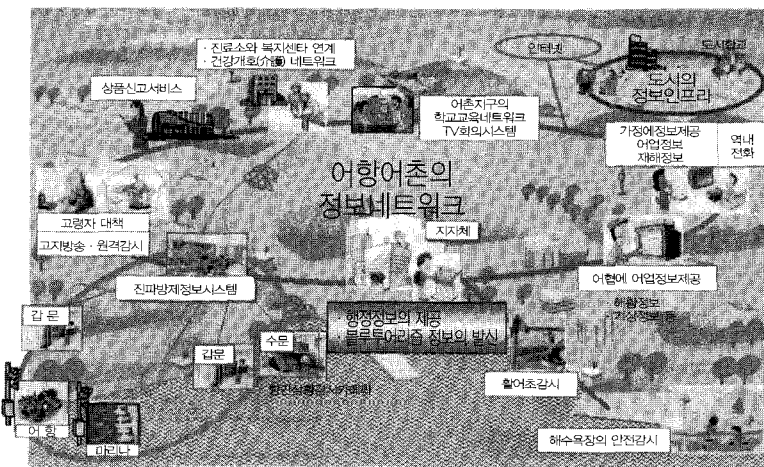 · 진료소와 복지센타 연계
· 건강개호(介護) 네트워크
인터넷
도시학교
도시의
정보인프라
상품신고서비스
어촌지구의
학교교육네트워크
TV회의시스템
가정에정보제공
어업정보
재해정보
역내
전화
어항어촌의
정보네트워크
고령자 대책
고지방송 · 원격감시
지자체
진파방제정보시스템
어협에 어업정보제공
해황정보
갑 문
· 행정정보의 제공
· 블루투어리즘 정보의 발신
수문
갑문
활어초감시
어 항
마리나
해수욕장의 안전감시